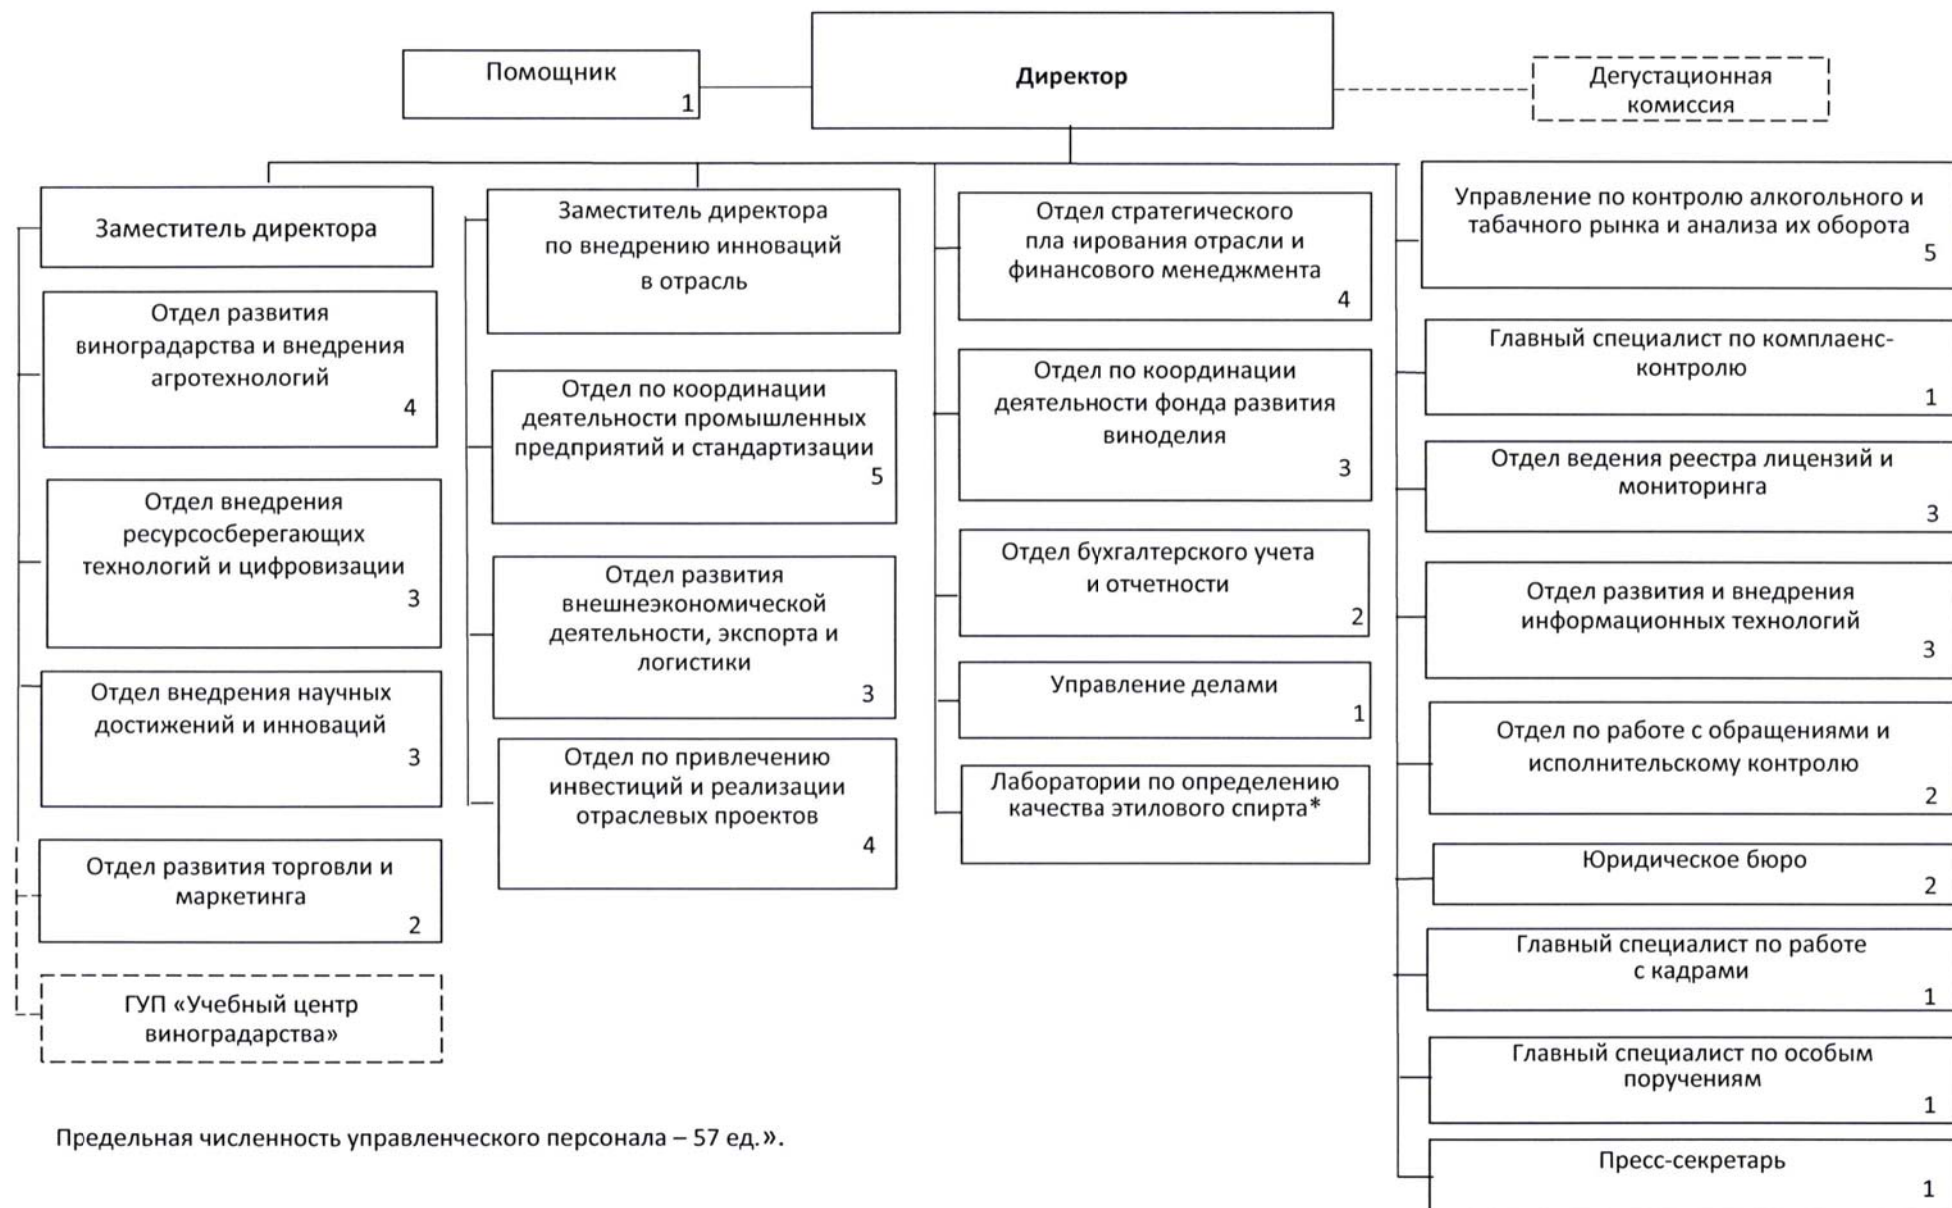 Помощник
1
Директор
Дегустационная
комиссия
Заместитель директора
Отдел развития
виноградарства и внедрения
агротехнологий
4
Отдел внедрения
ресурсосберегающих
технологий и цифровизации
3
Отдел внедрения научных
достижений и инноваций
3
Отдел развития торговли и
маркетинга
2
ГУП «Учебный центр
виноградарства»
Заместитель директора
по внедрению инноваций
в отрасль
Отдел по координации
деятельности промышленных
предприятий и стандартизации
5
Отдел развития
внешнеэкономической
деятельности, экспорта и
логистики
3
Отдел по привлечению
инвестиций и реализации
отраслевых проектов
4
Отдел стратегического
планирования отрасли и
финансового менеджмента
4
Отдел по координации
деятельности фонда развития
виноделия
3
Отдел бухгалтерского учета
и отчетности
2
Управление делами
1
Лаборатории по определению
качества этилового спирта*
Управление по контролю алкогольного и
табачного рынка и анализа их оборота
5
Главный специалист по комплаенс-
контролю
1
Отдел ведения реестра лицензий и
мониторинга
3
Отдел развития и внедрения
информационных технологий
3
Отдел по работе с обращениями и
исполнительскому контролю
2
Юридическое бюро
2
Главный специалист по работе
с кадрами
1
Главный специалист по особым
поручениям
1
Пресс-секретарь
1
Предельная численность управленческого персонала – 57 ед.».